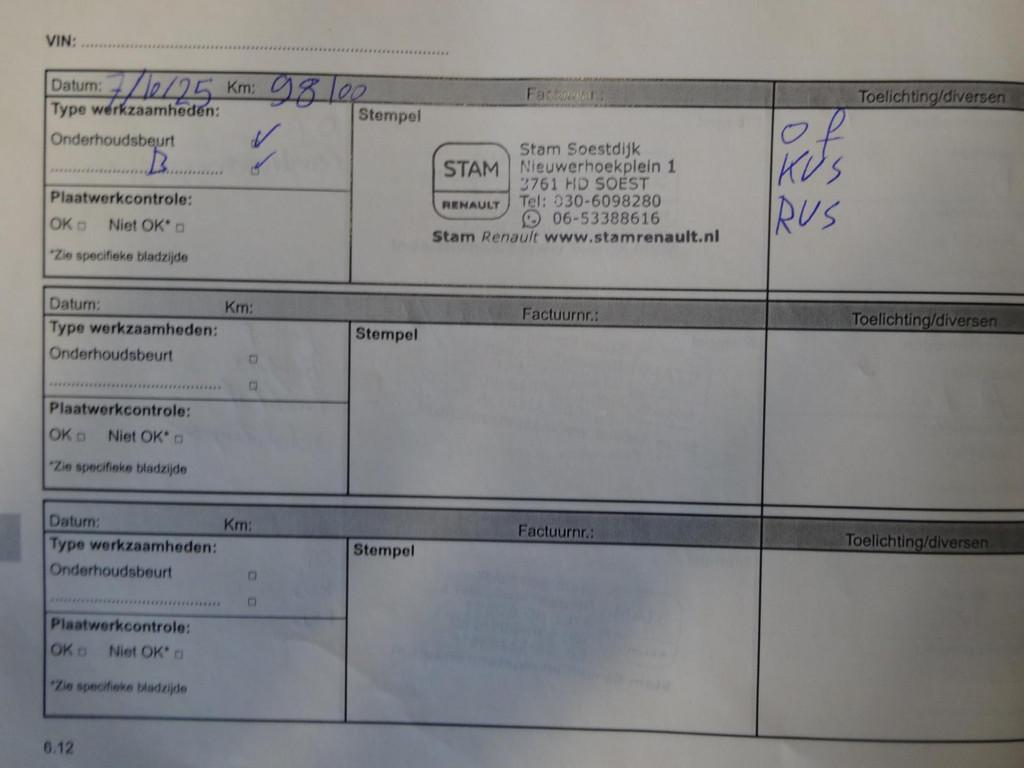 VIN: ........................................................................
Datum: 7/6/25 Km: 98100
Toelichting/diversen
Type werkzaamheden:
Stempel
Onderhoudsbeurt ✓
B ✓
Plaatwerkcontrole:
OK □ Niet OK* □
*Zie specifieke bladzijde
STAM
RENAULT
Stam Soestdijk
Nieuwerhoekplein 1
3761 HD SOEST
Tel: 030-6098280
06-53388616
Stam Renault www.stamrenault.nl
of
KVS
RVS
Datum: Km: Factuurnr.: Toelichting/diversen
Type werkzaamheden:
Stempel
Onderhoudsbeurt □
........................................ □
Plaatwerkcontrole:
OK □ Niet OK* □
*Zie specifieke bladzijde
Datum: Km: Factuurnr.: Toelichting/diversen
Type werkzaamheden:
Stempel
Onderhoudsbeurt □
........................................ □
Plaatwerkcontrole:
OK □ Niet OK* □
*Zie specifieke bladzijde
6.12